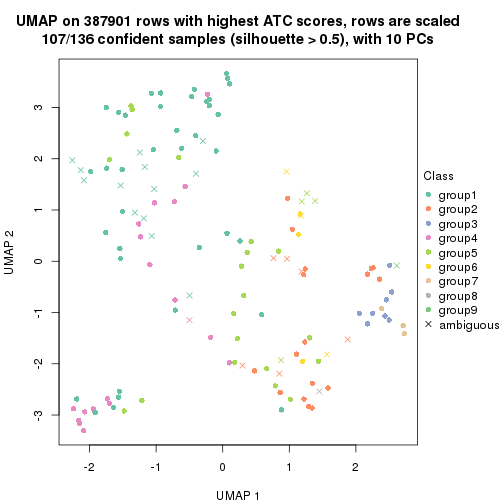 UMAP on 387901 rows with highest ATC scores, rows are scaled
107/136 confident samples (silhouette > 0.5), with 10 PCs
UMAP 2
3
2
1
0
-1
-2
-3
-2
-1
0
1
2
UMAP 1
Class
group1
group2
group3
group4
group5
group6
group7
group8
group9
ambiguous